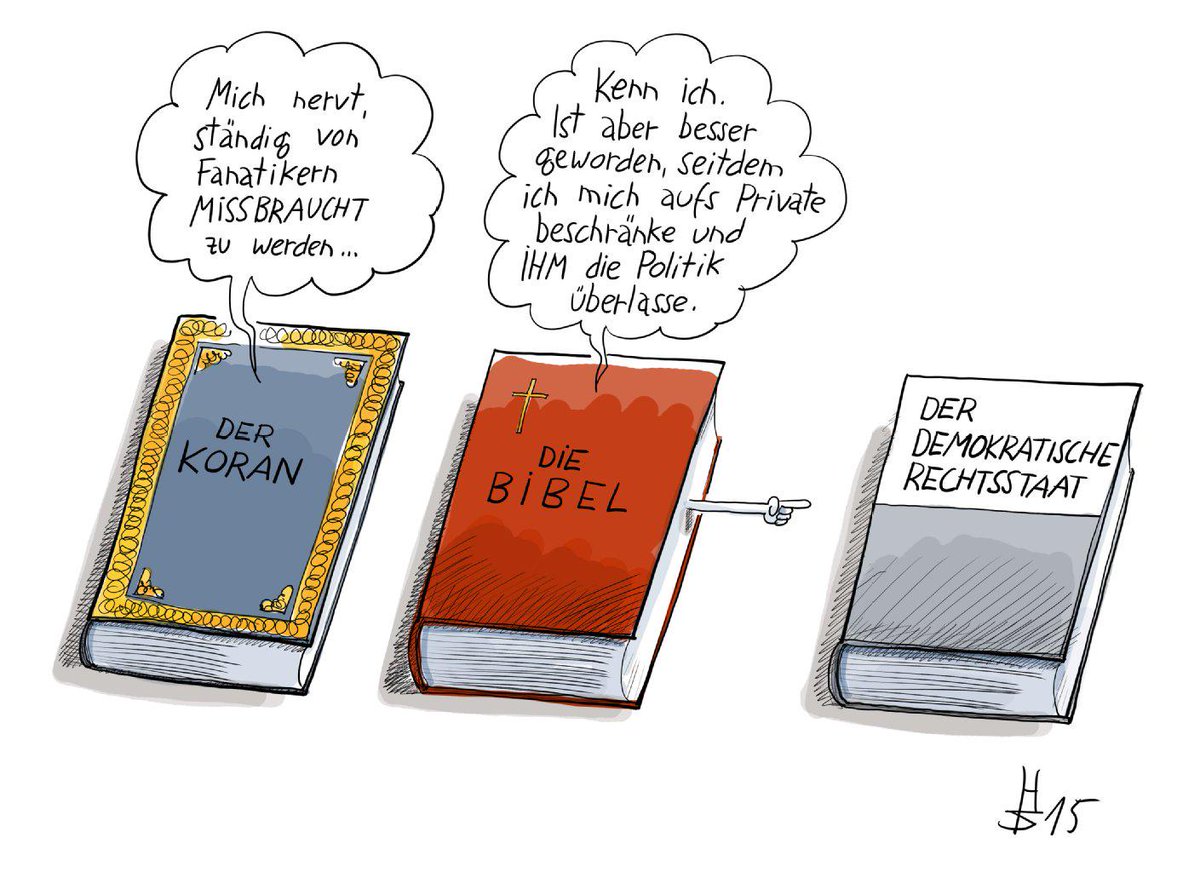 Mich nervt,
ständig von
Fanatikern
MISSBRAUCHT
zu werden...
Kenn ich.
Ist aber besser
geworden, seitdem
ich mich aufs Private
beschränke und
IHM die Politik
überlasse.
DER
KORAN
DIE
BIBEL
DER
DEMOKRATISCHE
RECHTSSTAAT
15